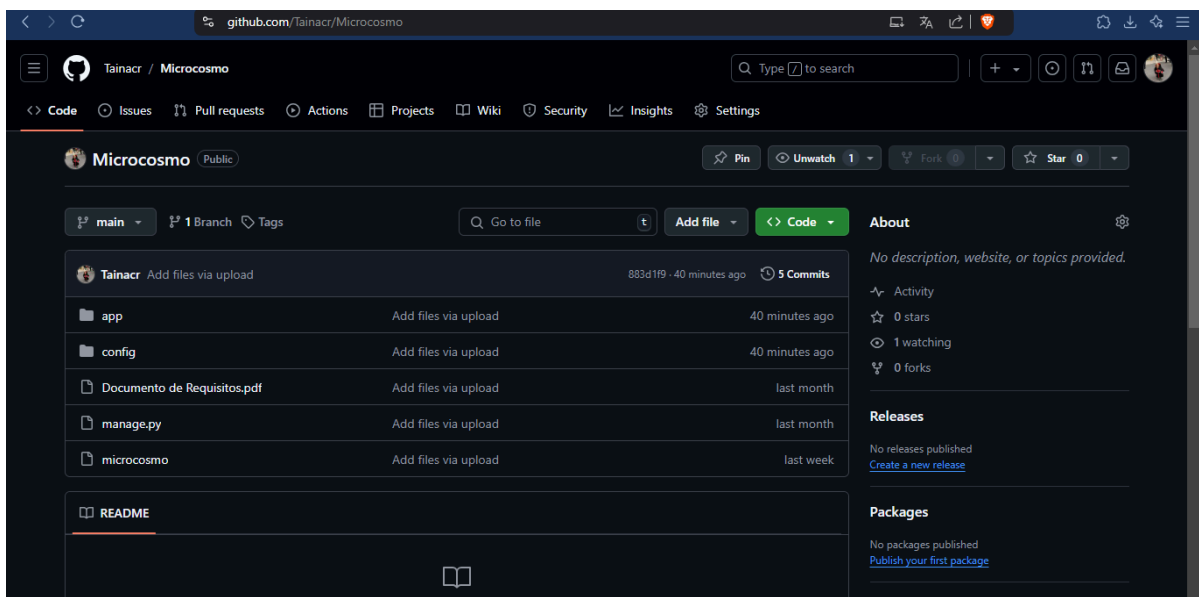 github.com/Tainacr/Microcosmo
Tainacr / Microcosmo
Type / to search
Code Issues Pull requests Actions Projects Wiki Security Insights Settings
Microcosmo Public
Pin Unwatch 1 Fork 0 Star 0
main 1 Branch Tags Go to file t Add file Code
About
No description, website, or topics provided.
Tainacr Add files via upload 883d1f9 · 40 minutes ago 5 Commits
app Add files via upload 40 minutes ago
config Add files via upload 40 minutes ago
Documento de Requisitos.pdf Add files via upload last month
manage.py Add files via upload last month
microcosmo Add files via upload last week
README
Activity
0 stars
1 watching
0 forks
Releases
No releases published
Create a new release
Packages
No packages published
Publish your first package